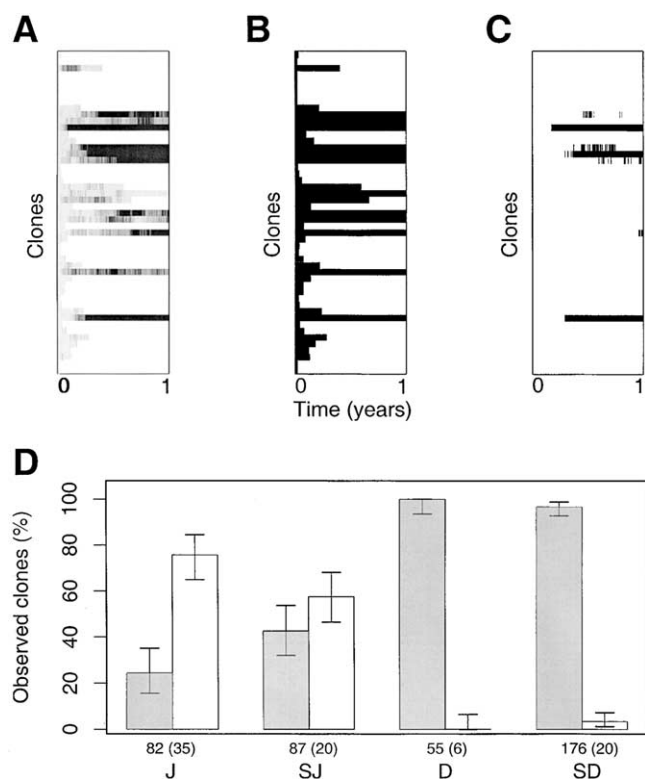 A B C
Clones Clones Clones
0 1 0 1 0 1
Time (years)
D
Observed clones (%)
100
80
60
40
20
0
82 (35) 87 (20) 55 (6) 176 (20)
J SJ D SD